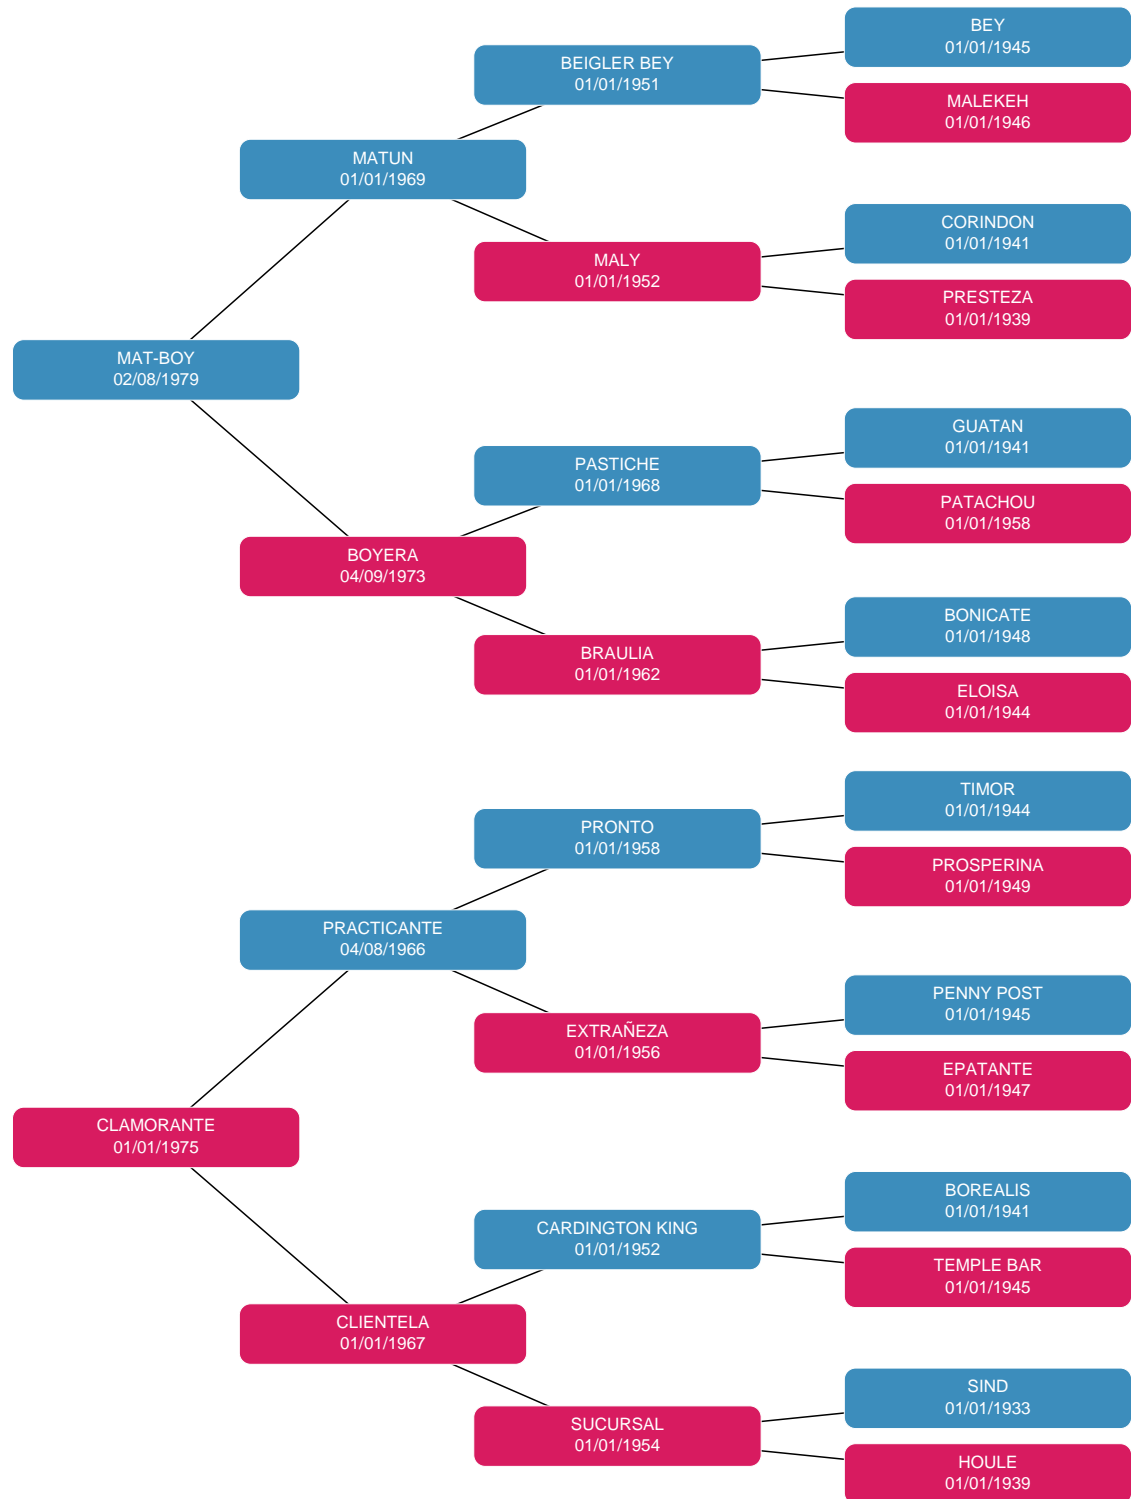 BEY
01/01/1945
BEIGLER BEY
01/01/1951
MALEKEH
01/01/1946
MATUN
01/01/1969
CORINDON
01/01/1941
MALY
01/01/1952
PRESTEZA
01/01/1939
MAT-BOY
02/08/1979
GUATAN
01/01/1941
PASTICHE
01/01/1968
PATACHOU
01/01/1958
BOYERA
04/09/1973
BONICATE
01/01/1948
BRAULIA
01/01/1962
ELOISA
01/01/1944
TIMOR
01/01/1944
PRONTO
01/01/1958
PROSPERINA
01/01/1949
PRACTICANTE
04/08/1966
PENNY POST
01/01/1945
EXTRAÑEZA
01/01/1956
EPATANTE
01/01/1947
CLAMORANTE
01/01/1975
BOREALIS
01/01/1941
CARDINGTON KING
01/01/1952
TEMPLE BAR
01/01/1945
CLIENTELA
01/01/1967
SIND
01/01/1933
SUCURSAL
01/01/1954
HOULE
01/01/1939